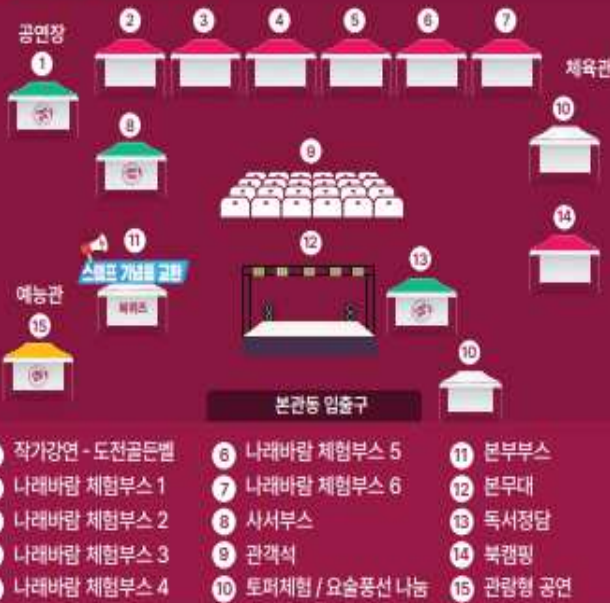 공연장
1
2
3
4
5
6
7
체육관
8
9
10
11
스탬프 기념품 교환
12
13
14
예능관
15
10
본관동 입출구
작가강연 - 도전골든벨
나래바람 체험부스 1
나래바람 체험부스 2
나래바람 체험부스 3
나래바람 체험부스 4
6 나래바람 체험부스 5
7 나래바람 체험부스 6
8 사서부스
9 관객석
10 토퍼체험 / 요술풍선 나눔
11 본부부스
12 본무대
13 독서정담
14 북캠핑
15 관람형 공연